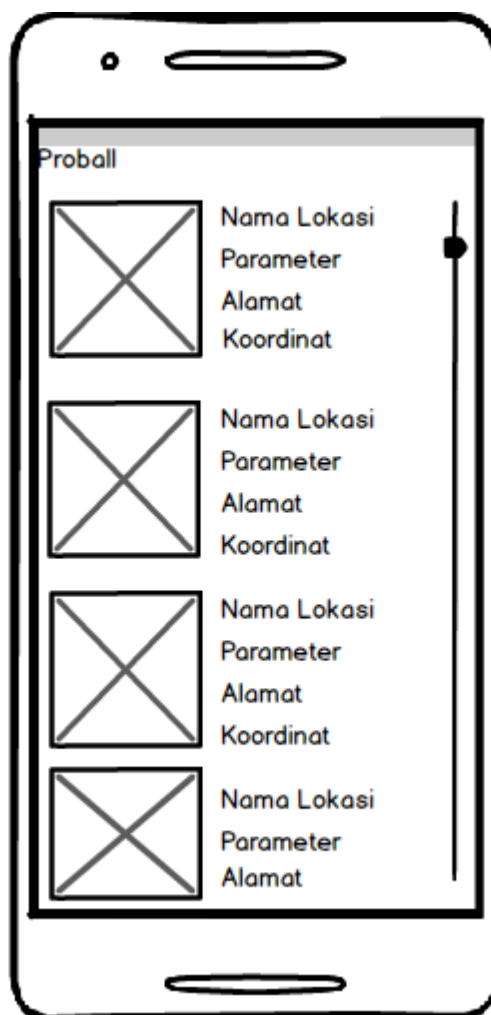 Proball
Nama Lokasi
Parameter
Alamat
Koordinat
Nama Lokasi
Parameter
Alamat
Koordinat
Nama Lokasi
Parameter
Alamat
Koordinat
Nama Lokasi
Parameter
Alamat